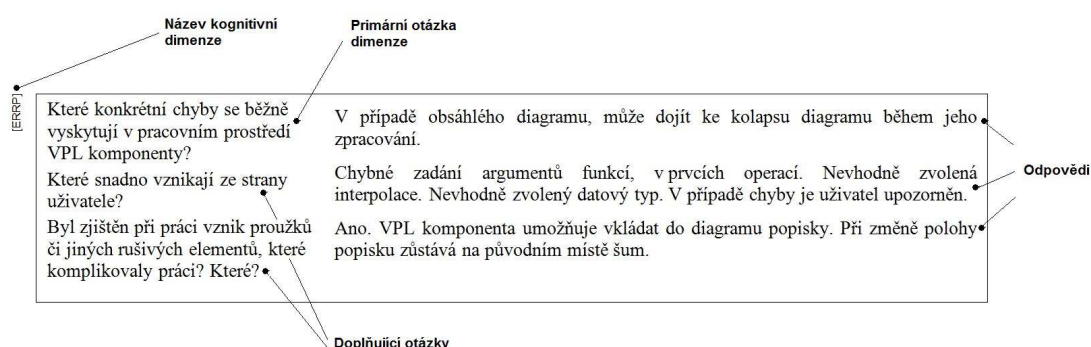 Název kognitivní
dimenze
Primární otázka
dimenze
[ERRP]
Které konkrétní chyby se běžně
vyskytují v pracovním prostředí
VPL komponenty?
Které snadno vznikají ze strany
uživatele?
Byl zjištěn při práci vznik proužků
či jiných rušivých elementů, které
komplikovaly práci? Které?
V případě obsáhlého diagramu, může dojít ke kolapsu diagramu během jeho
zpracování.
Chybné zadání argumentů funkcí, v prvcích operací. Nevhodně zvolená
interpolace. Nevhodně zvolený datový typ. V případě chyby je uživatel upozorněn.
Ano. VPL komponenta umožňuje vkládat do diagramu popisky. Při změně polohy
popisku zůstává na původním místě šum.
Odpovědi
Doplňující otázky